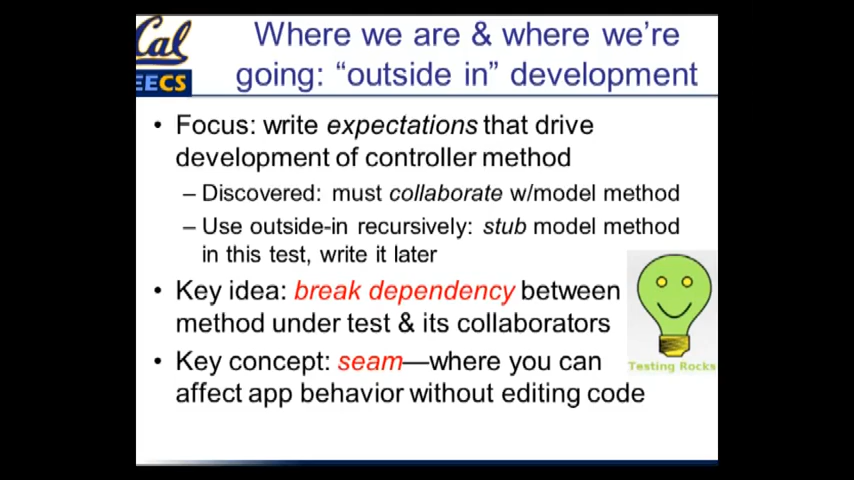 Cal
EECS
Where we are & where we're
going: “outside in” development
• Focus: write expectations that drive
development of controller method
– Discovered: must collaborate w/model method
– Use outside-in recursively: stub model method
in this test, write it later
• Key idea: break dependency between
method under test & its collaborators
• Key concept: seam—where you can
affect app behavior without editing code
Testing Rocks